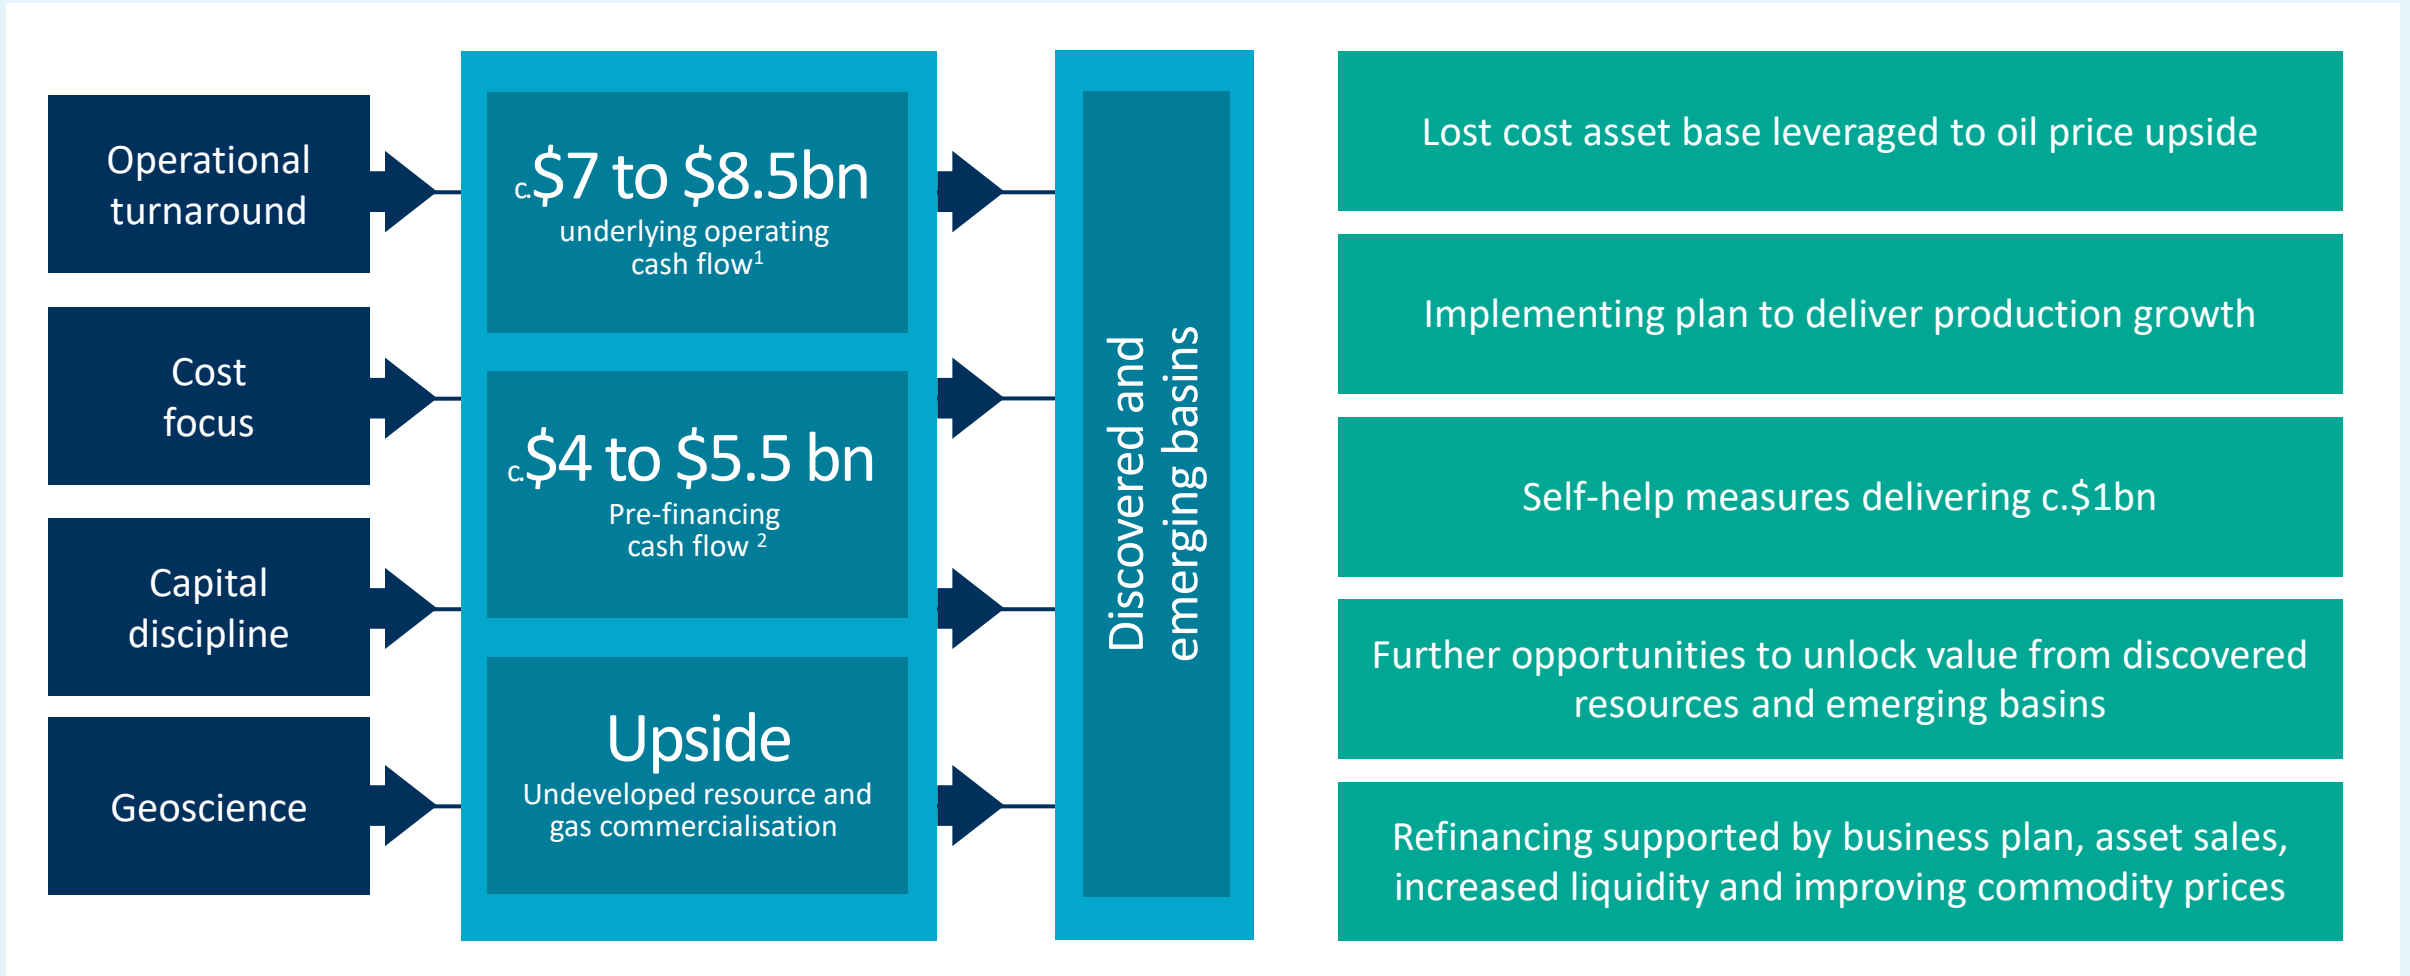 Operational
turnaround
Cost
focus
Capital
discipline
Geoscience
c.$7 to $8.5bn
underlying operating
cash flow1
c.$4 to $5.5 bn
Pre-financing
cash flow 2
Upside
Undeveloped resource and
gas commercialisation
Discovered and
emerging basins
Lost cost asset base leveraged to oil price upside
Implementing plan to deliver production growth
Self-help measures delivering c.$1bn
Further opportunities to unlock value from discovered
resources and emerging basins
Refinancing supported by business plan, asset sales,
increased liquidity and improving commodity prices